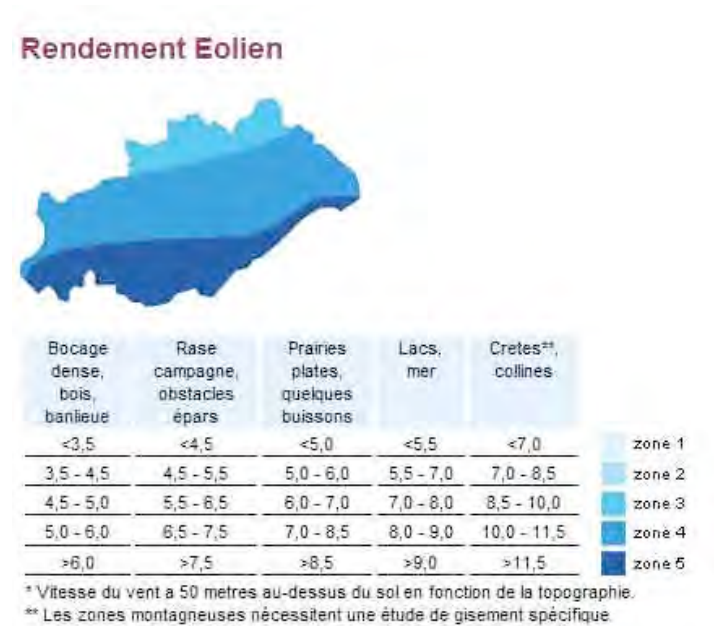 Rendement Eolien
Bocage dense, bois, banlieue
Rase campagne, obstacles épars
Prairies plates, quelques buissons
Lacs, mer
Cretes**, collines
<3,5 <4,5 <5,0 <5,5 <7,0 zone 1
3,5 - 4,5 4,5 - 5,5 5,0 - 6,0 5,5 - 7,0 7,0 - 8,5 zone 2
4,5 - 5,0 5,5 - 6,5 6,0 - 7,0 7,0 - 8,0 8,5 - 10,0 zone 3
5,0 - 6,0 6,5 - 7,5 7,0 - 8,5 8,0 - 9,0 10,0 - 11,5 zone 4
>6,0 >7,5 >8,5 >9,0 >11,5 zone 5
* Vitesse du vent a 50 metres au-dessus du sol en fonction de la topographie.
** Les zones montagneuses nécessitent une étude de gisement spécifique.